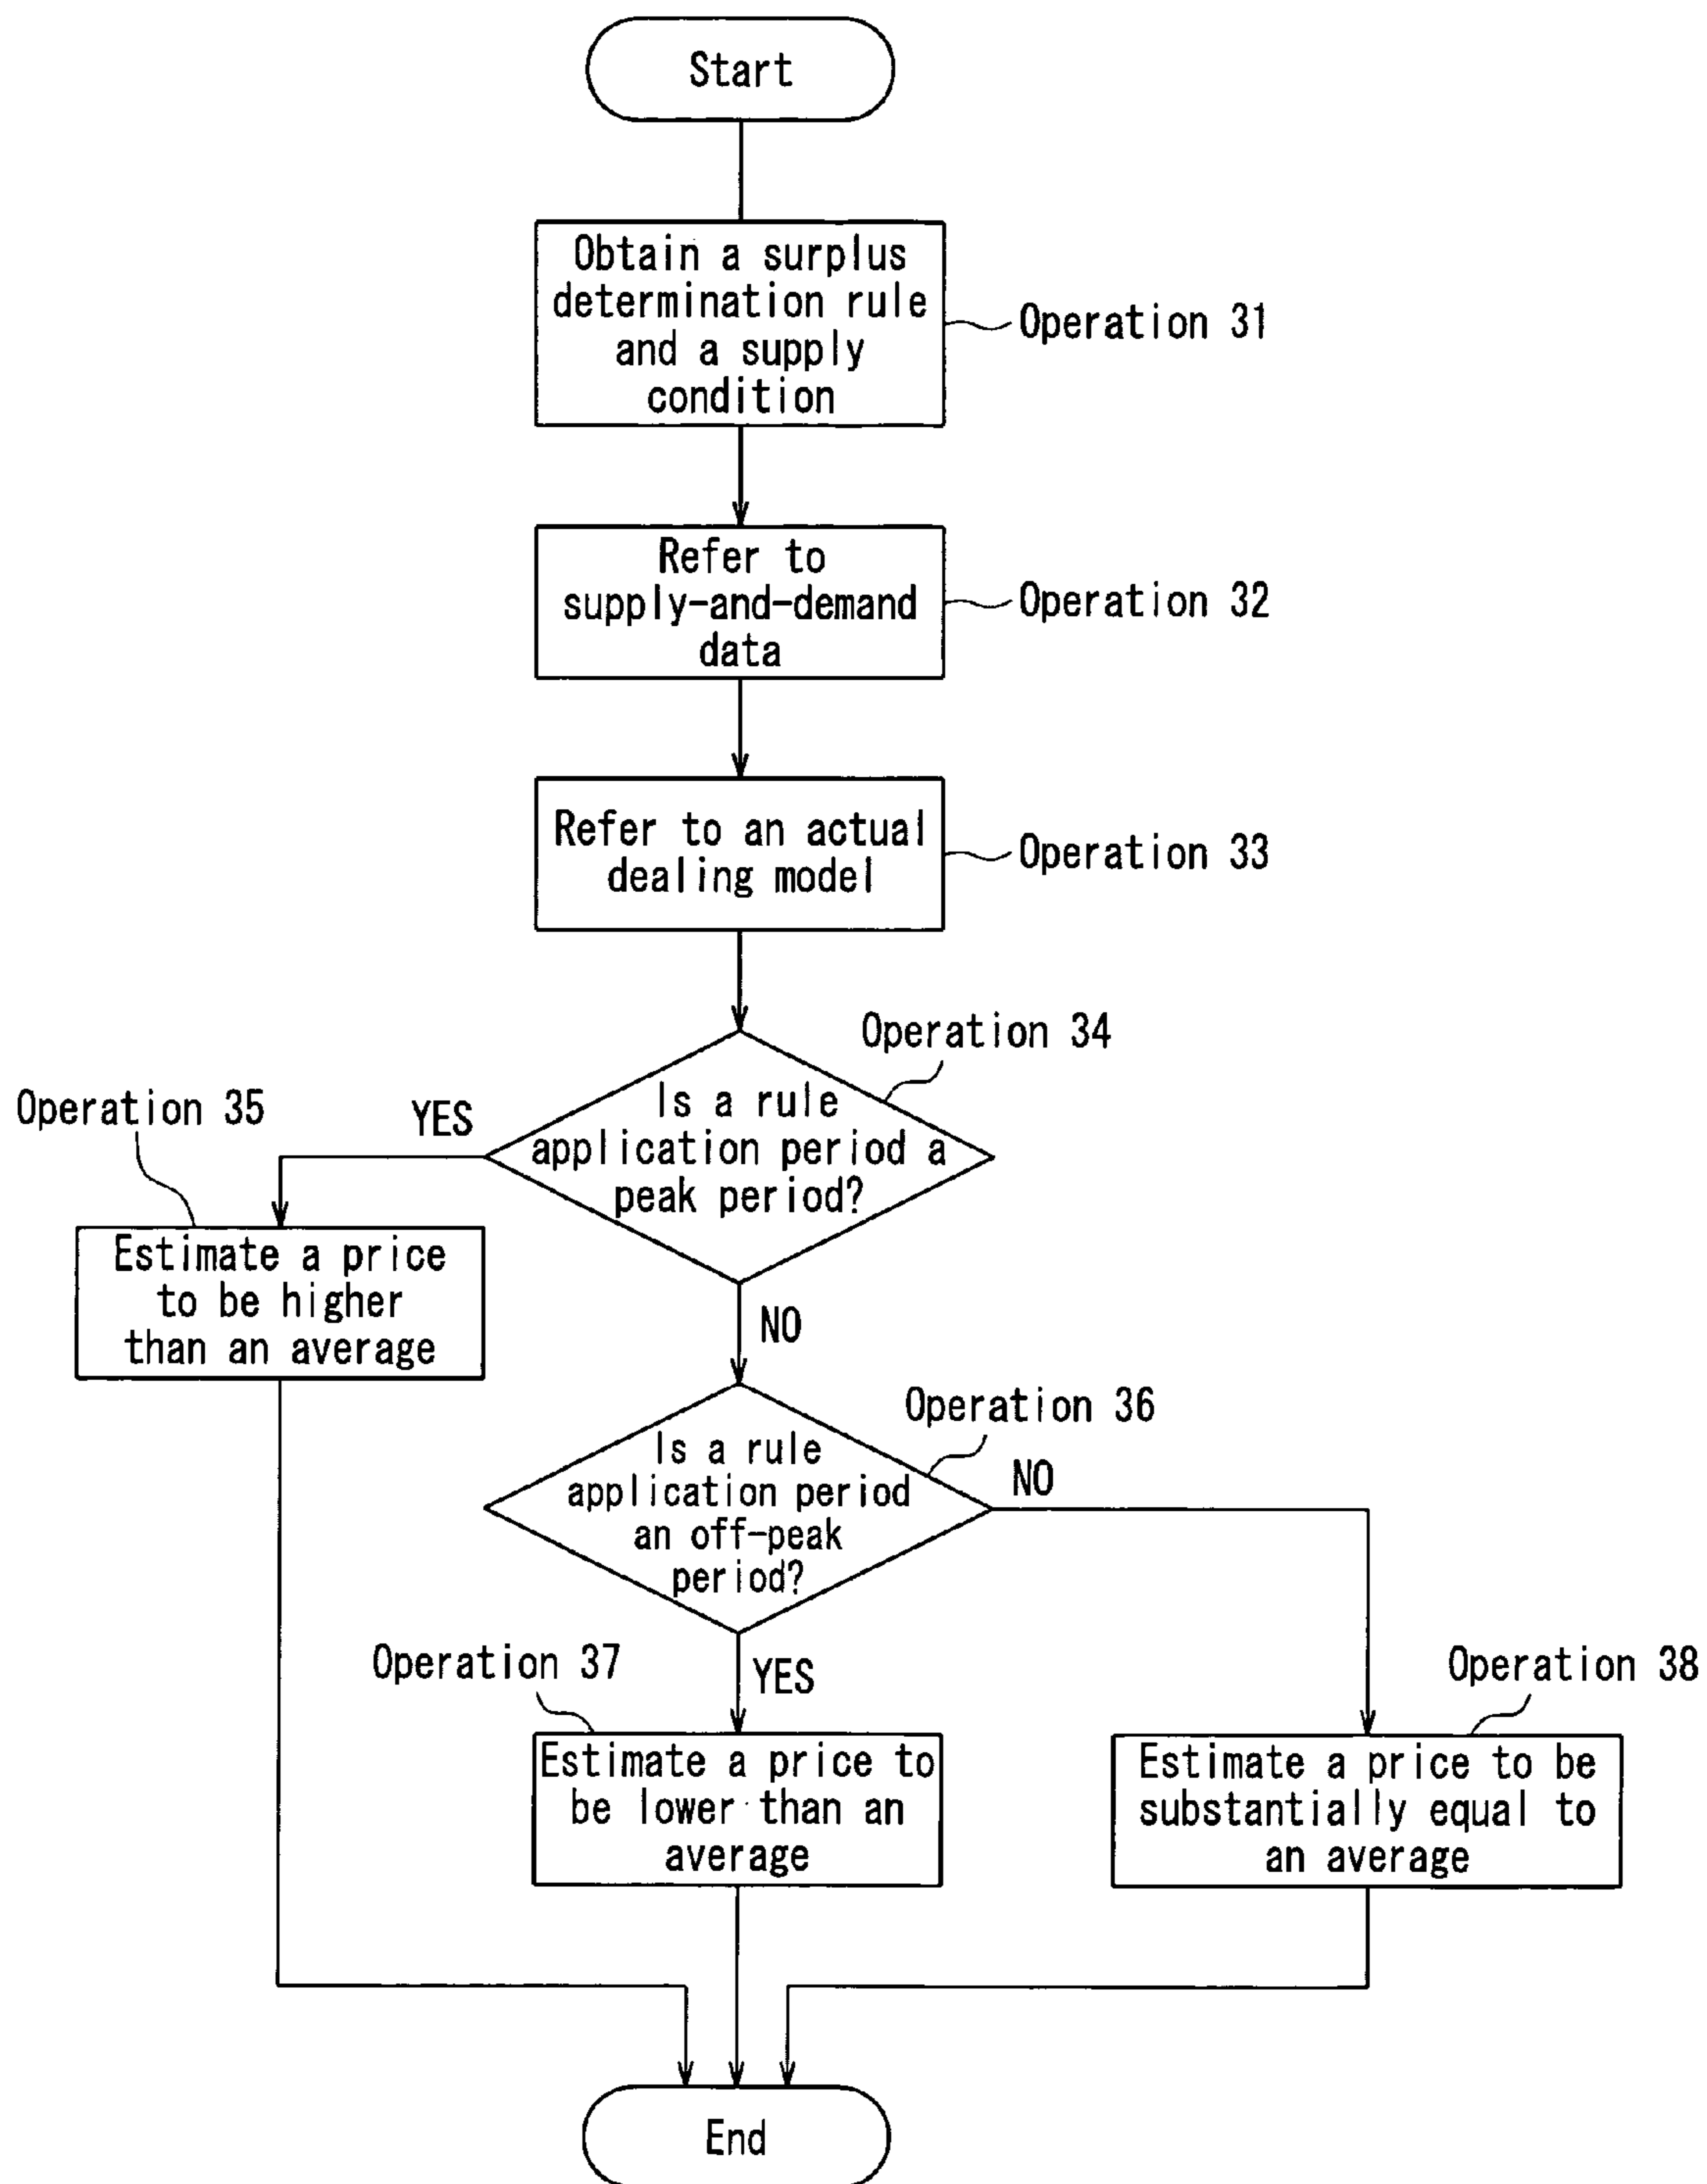 Start
Obtain a surplus
determination rule
and a supply
condition
Operation 31
Refer to
supply-and-demand
data
Operation 32
Refer to an actual
dealing model
Operation 33
Operation 34
Is a rule
application period a
peak period?
YES
Operation 35
Estimate a price
to be higher
than an average
NO
Operation 36
Is a rule
application period
an off-peak
period?
NO
YES
Operation 37
Estimate a price to
be lower than an
average
Operation 38
Estimate a price to be
substantially equal to
an average
End